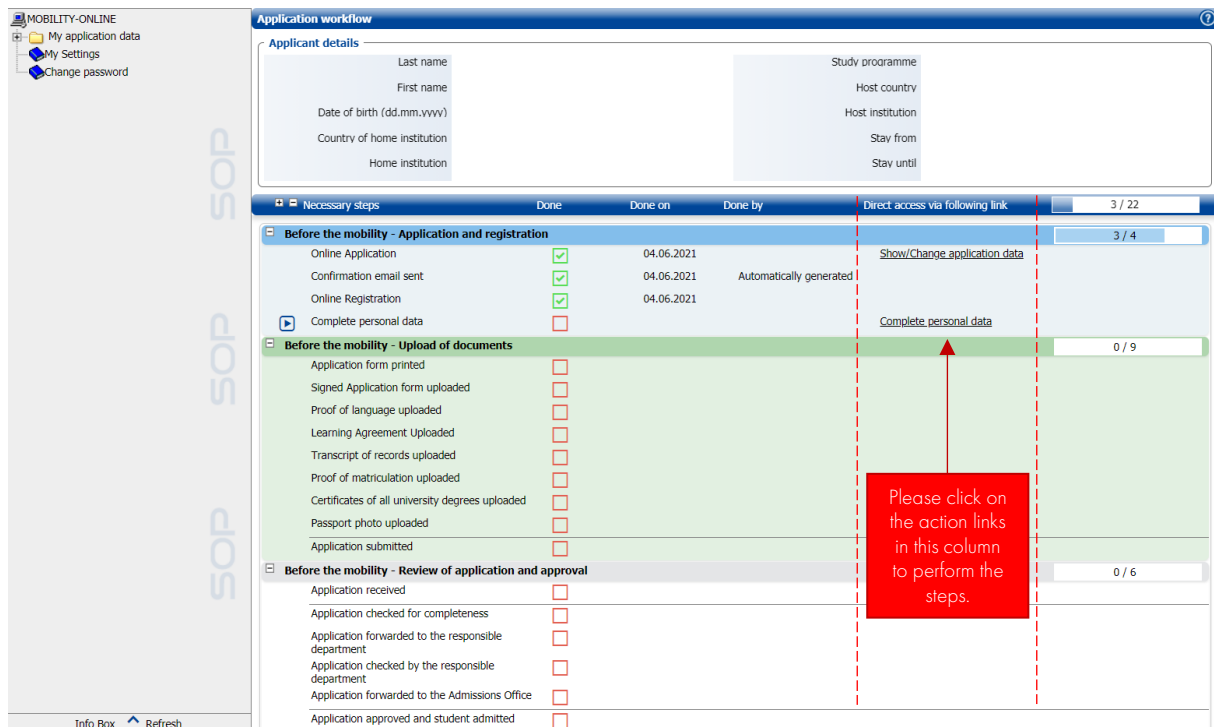 MOBILITY-ONLINE
My application data
My Settings
Change password
SOP
SOP
SOP
Info Box Refresh
Application workflow ?
Applicant details
Last name Study programme
First name Host country
Date of birth (dd.mm.yyyy) Host institution
Country of home institution Stay from
Home institution Stay until
Necessary steps Done Done on Done by Direct access via following link 3 / 22
Before the mobility - Application and registration 3 / 4
Online Application 04.06.2021 Show/Change application data
Confirmation email sent 04.06.2021 Automatically generated
Online Registration 04.06.2021
Complete personal data Complete personal data
Before the mobility - Upload of documents 0 / 9
Application form printed
Signed Application form uploaded
Proof of language uploaded
Learning Agreement Uploaded
Transcript of records uploaded
Proof of matriculation uploaded
Certificates of all university degrees uploaded
Passport photo uploaded
Application submitted
Please click on
the action links
in this column
to perform the
steps.
Before the mobility - Review of application and approval 0 / 6
Application received
Application checked for completeness
Application forwarded to the responsible
department
Application checked by the responsible
department
Application forwarded to the Admissions Office
Application approved and student admitted